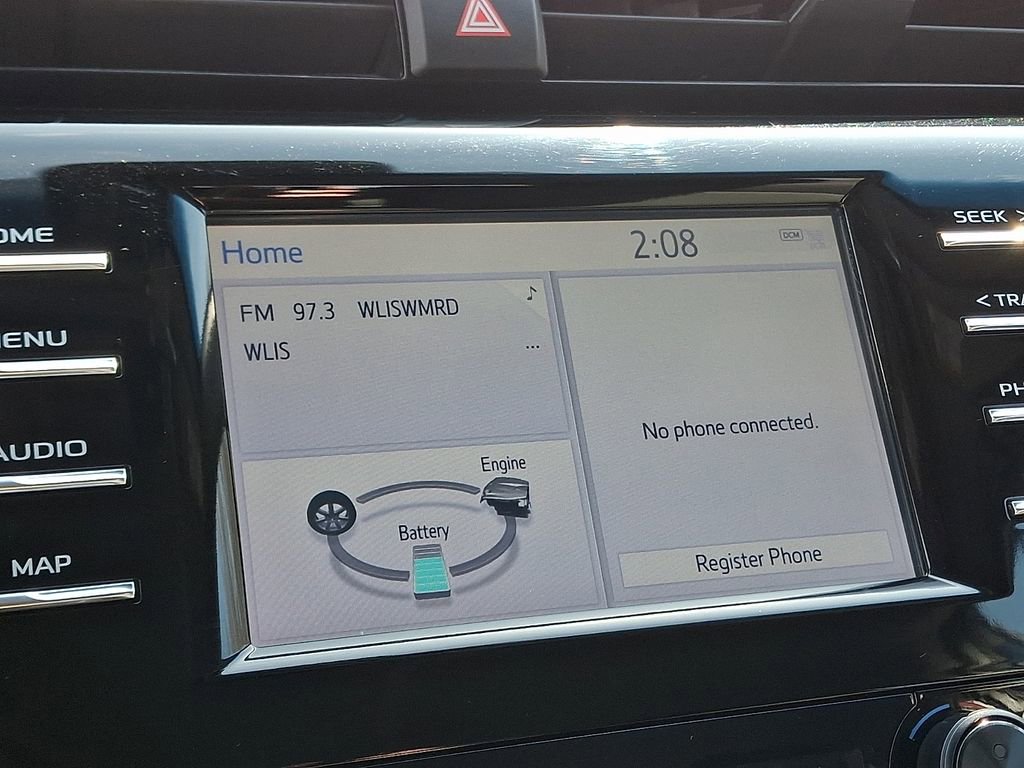 Home 2:08 DCM
FM 97.3 WLISWMRD
WLIS ...
No phone connected.
Engine
Battery
Register Phone
OME
MENU
AUDIO
MAP
SEEK >
< TRA
PH